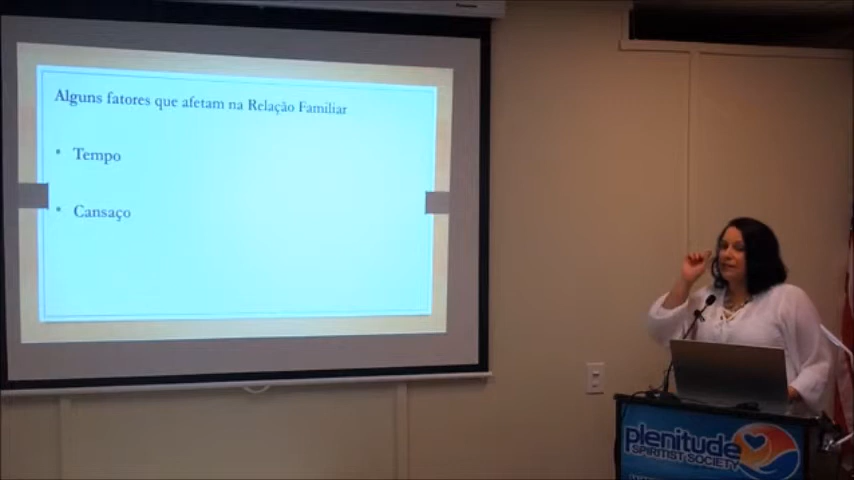 Alguns fatores que afetam na Relação Familiar
• Tempo
• Cansaço
plenitude
SPIRITIST SOCIETY